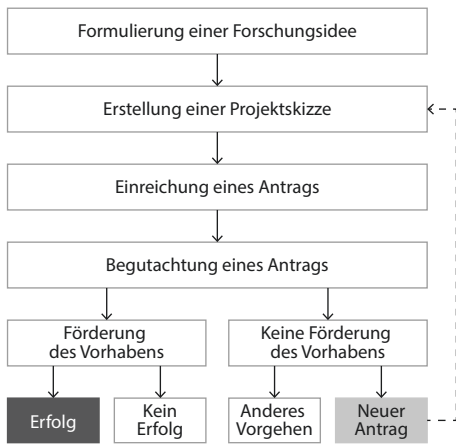 Formulierung einer Forschungsidee
Erstellung einer Projektskizze
Einreichung eines Antrags
Begutachtung eines Antrags
Förderung
des Vorhabens
Keine Förderung
des Vorhabens
Erfolg
Kein
Erfolg
Anderes
Vorgehen
Neuer
Antrag